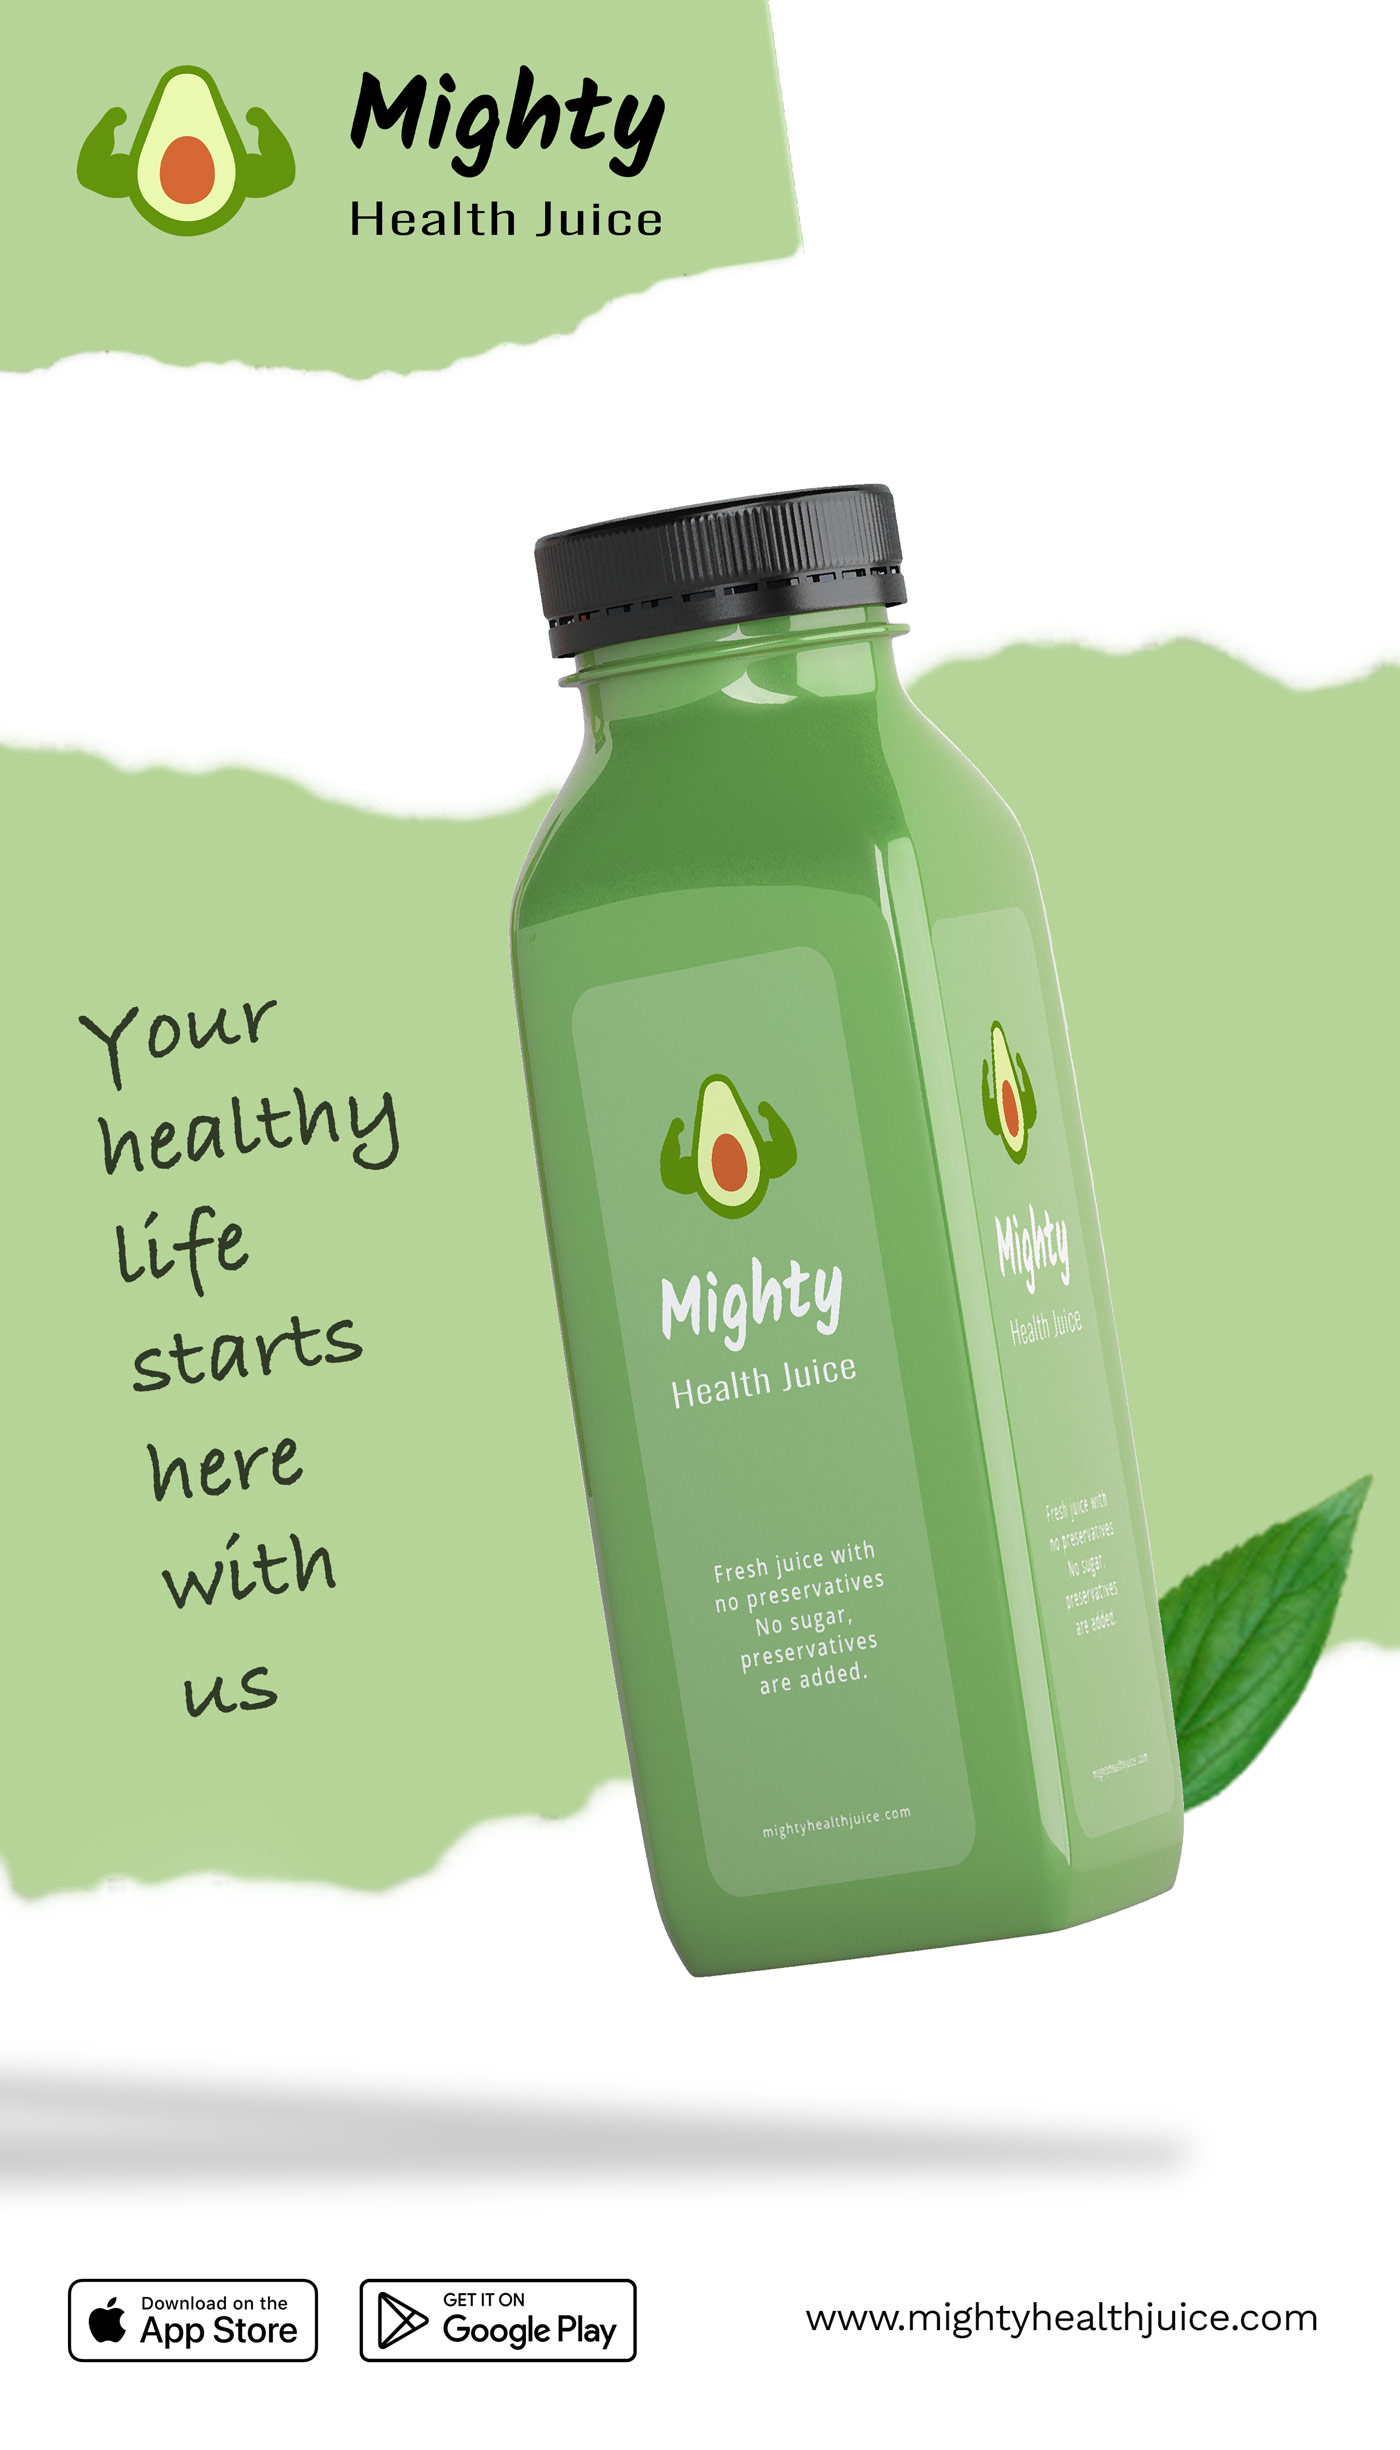 Mighty
Health Juice
Your
healthy
life
starts
here
with
us
Mighty
Health Juice
Fresh juice with
no preservatives
No sugar,
preservatives
are added.
mightyhealthjuice.com
Mighty
Health Juice
Fresh juice with
no preservatives
No sugar,
preservatives
are added.
mightyhealthjuice.com
Download on the
App Store
GET IT ON
Google Play
www.mightyhealthjuice.com